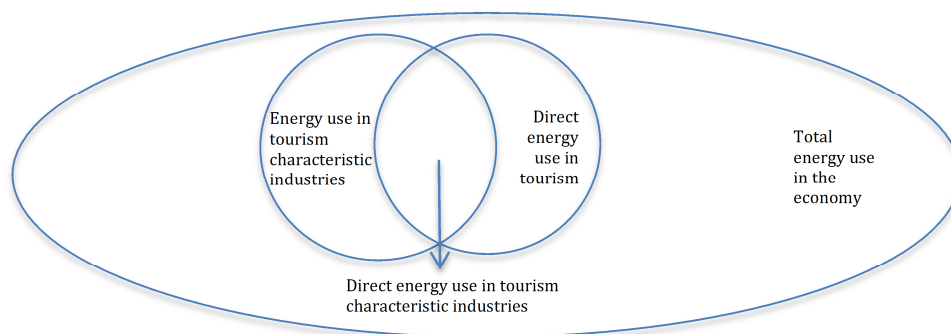 Energy use in
tourism
characteristic
industries
Direct
energy
use in
tourism
Total
energy use
in the
economy
Direct energy use in tourism
characteristic industries